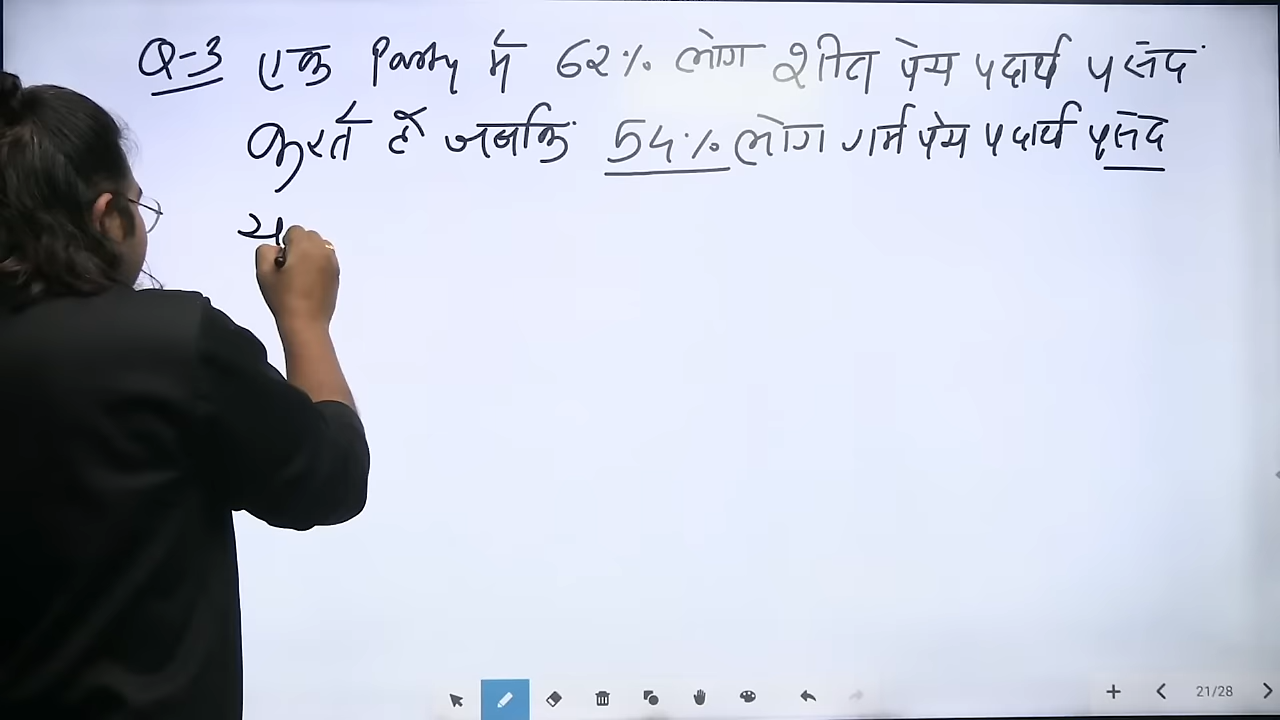 Q-3 एक Party में 62% लोग शीत पेय पदार्थ पसंद
करते हैं जबकि 54% लोग गर्म पेय पदार्थ पसंद
21/28